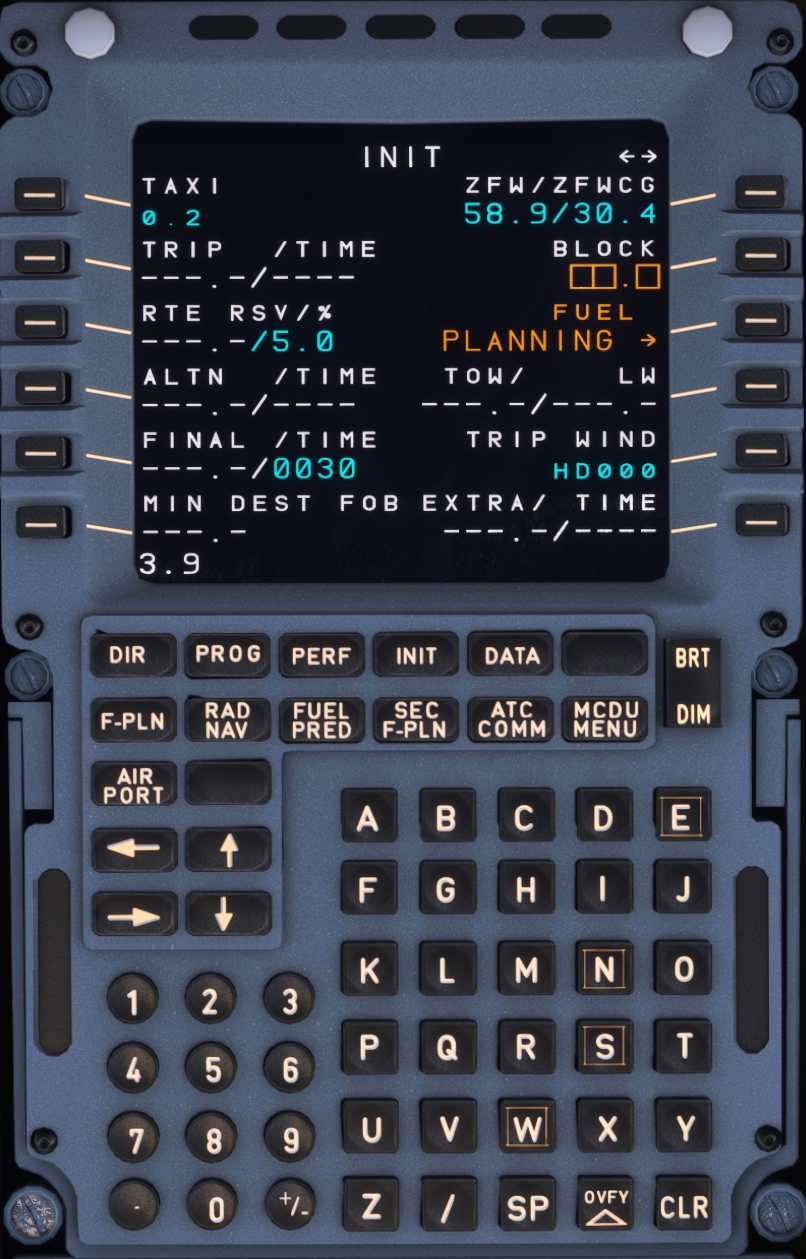 INIT ←→
TAXI ZFW/ZFWCG
0.2 58.9/30.4
TRIP /TIME BLOCK
---.-/---- □□.□
RTE RSV/% FUEL
---.-/5.0 PLANNING →
ALTN /TIME TOW/ LW
---.-/---- ---.-/---.-
FINAL /TIME TRIP WIND
---.-/0030 HD000
MIN DEST FOB EXTRA/ TIME
---.- ---.-/----
3.9
DIR PROG PERF INIT DATA BRT
F-PLN RAD NAV FUEL PRED SEC F-PLN ATC COMM MCDU MENU DIM
AIR PORT
← ↑
→ ↓
A B C D E
F G H I J
K L M N O
1 2 3
P Q R S T
4 5 6
U V W X Y
7 8 9
Z / SP OVFY CLR
. 0 +/-